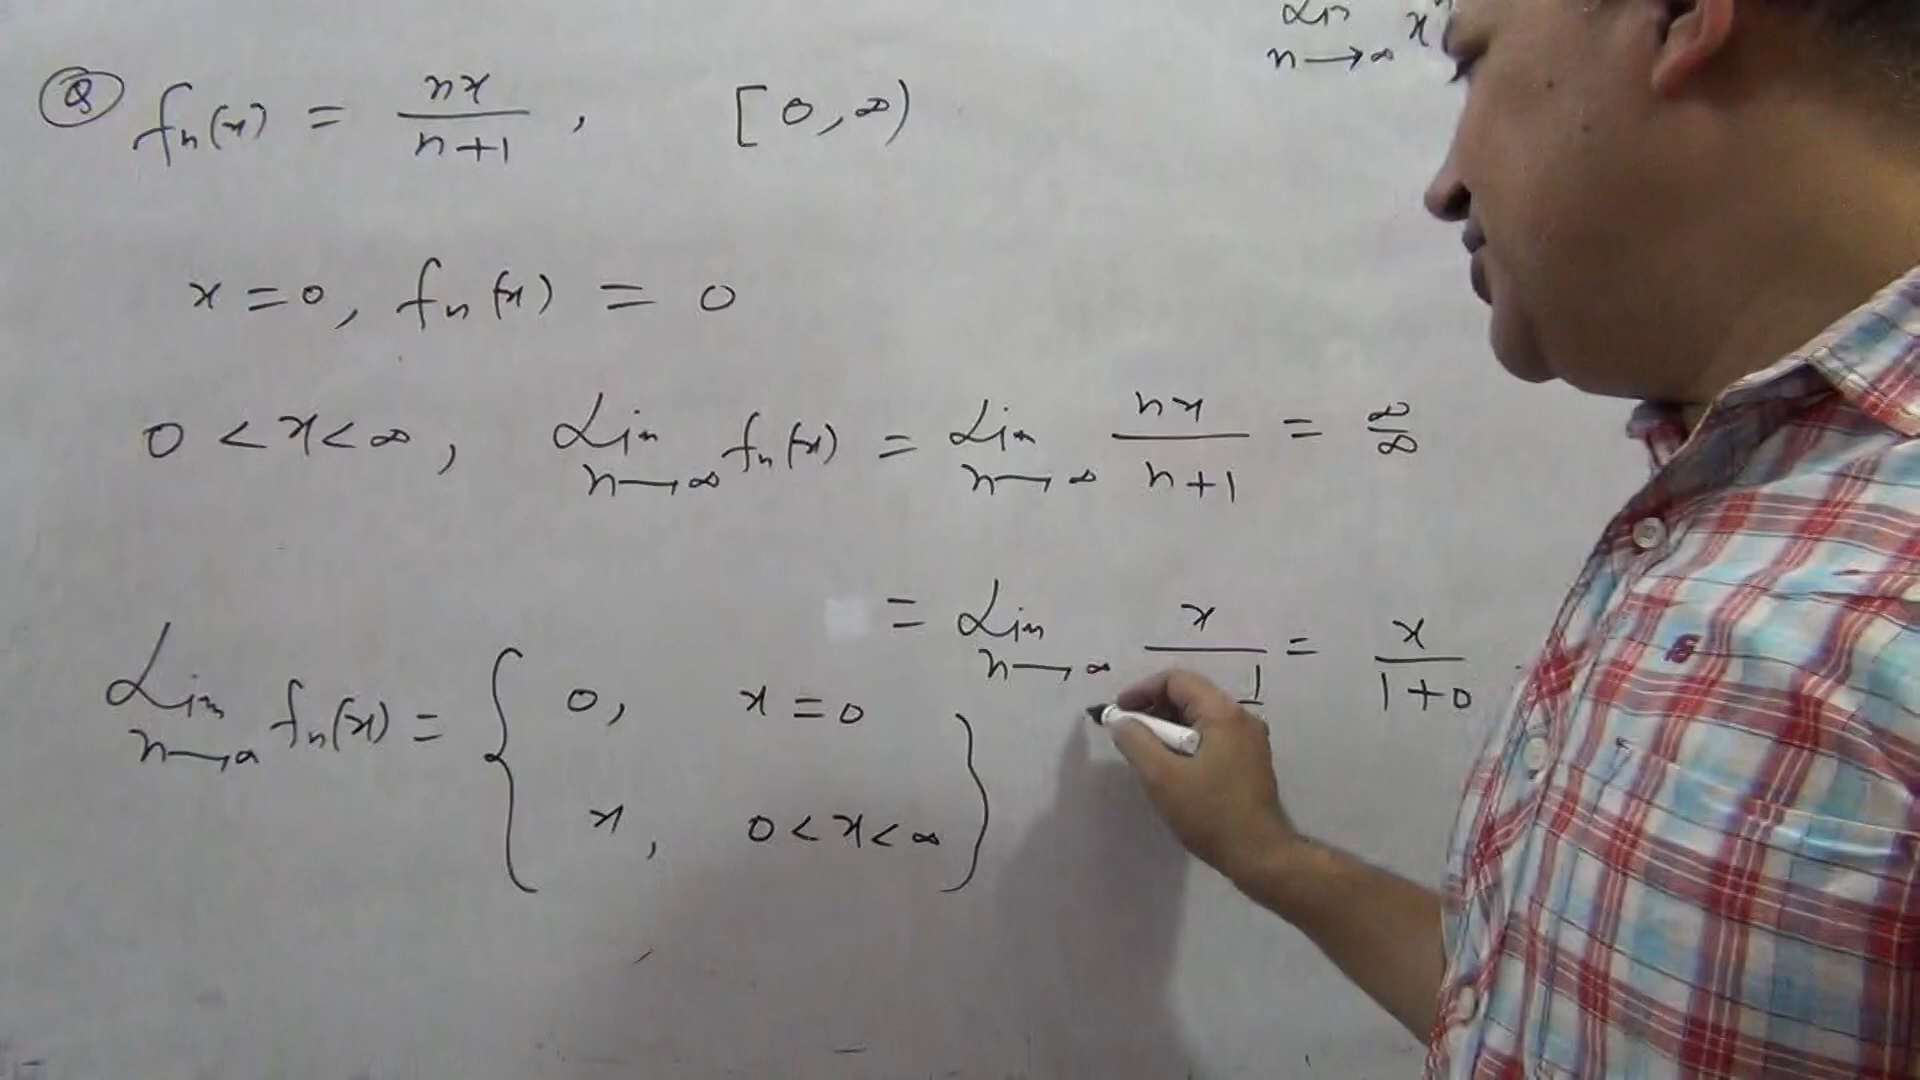 Lim
n→∞ x
Q fn(x) = nx/n+1 , [0,∞)
x=0, fn(x) = 0
0<x<∞, Lim n→∞ fn(x) = Lim n→∞ nx/n+1 = ∞/∞
= Lim n→∞ x/1 = x/1+0
Lim n→∞ fn(x) = { 0, x=0
x, 0<x<∞ }